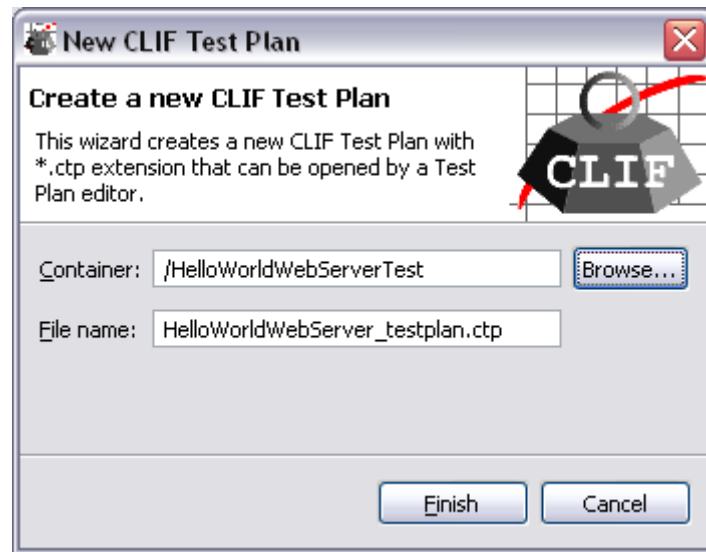 New CLIF Test Plan
Create a new CLIF Test Plan
This wizard creates a new CLIF Test Plan with
*.ctp extension that can be opened by a Test
Plan editor.
CLIF
Container: /HelloWorldWebServerTest Browse...
File name: HelloWorldWebServer_testplan.ctp
Finish Cancel